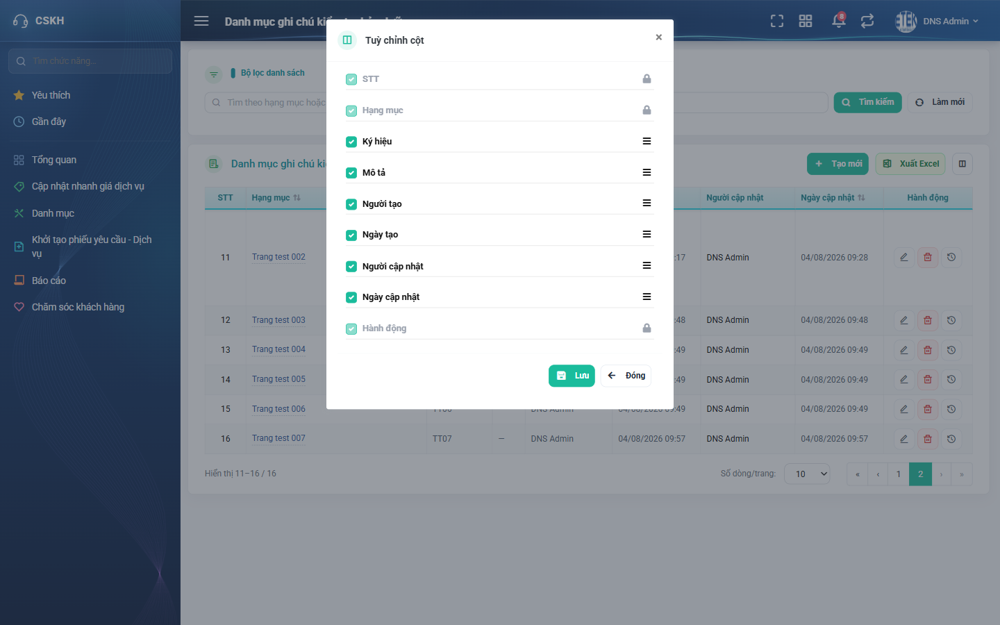 CSKH
Danh mục ghi chú
8
DNS Admin
Tìm chức năng...
Yêu thích
Gần đây
Tổng quan
Cập nhật nhanh giá dịch vụ
Danh mục
Khởi tạo phiếu yêu cầu - Dịch
vụ
Báo cáo
Chăm sóc khách hàng
Bộ lọc danh sách
Tìm theo hạng mục hoặc
Tìm kiếm
Làm mới
Danh mục ghi chú
Tạo mới
Xuất Excel
Tuỳ chỉnh cột
×
STT
Hạng mục
Ký hiệu
Mô tả
Người tạo
Ngày tạo
Người cập nhật
Ngày cập nhật
Hành động
Lưu
Đóng
STT Hạng mục Người cập nhật Ngày cập nhật Hành động
11 Trang test 002 :17 DNS Admin 04/08/2026 09:28
12 Trang test 003 :48 DNS Admin 04/08/2026 09:48
13 Trang test 004 :49 DNS Admin 04/08/2026 09:49
14 Trang test 005 :49 DNS Admin 04/08/2026 09:49
15 Trang test 006 TT06 DNS Admin 04/08/2026 09:49 DNS Admin 04/08/2026 09:49
16 Trang test 007 TT07 — DNS Admin 04/08/2026 09:57 DNS Admin 04/08/2026 09:57
Hiển thị 11–16 / 16
Số dòng/trang: 10 « ‹ 1 2 › »